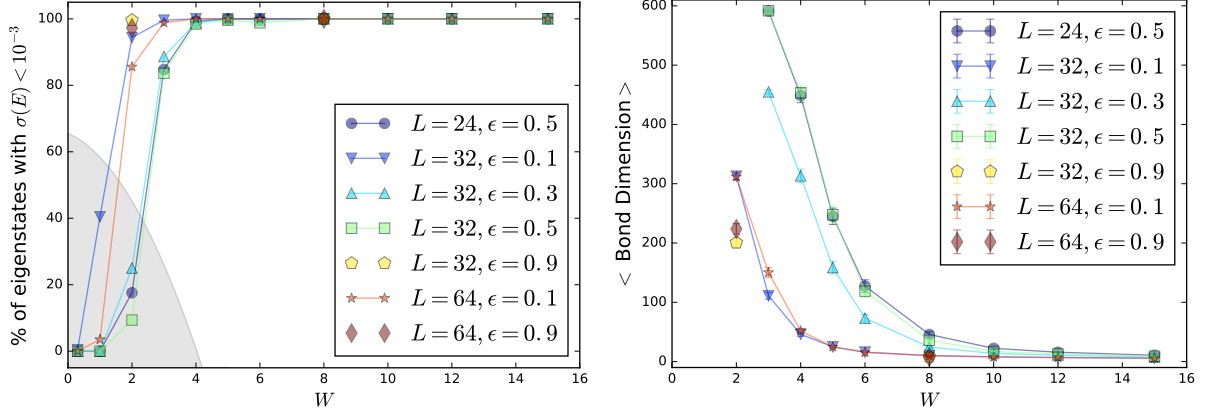 % of eigenstates with σ(E) < 10⁻³
100
80
60
40
20
0
0 2 4 6 8 10 12 14 16
W
L = 24, ϵ = 0.5
L = 32, ϵ = 0.1
L = 32, ϵ = 0.3
L = 32, ϵ = 0.5
L = 32, ϵ = 0.9
L = 64, ϵ = 0.1
L = 64, ϵ = 0.9
< Bond Dimension >
600
500
400
300
200
100
0
0 2 4 6 8 10 12 14 16
W
L = 24, ϵ = 0.5
L = 32, ϵ = 0.1
L = 32, ϵ = 0.3
L = 32, ϵ = 0.5
L = 32, ϵ = 0.9
L = 64, ϵ = 0.1
L = 64, ϵ = 0.9